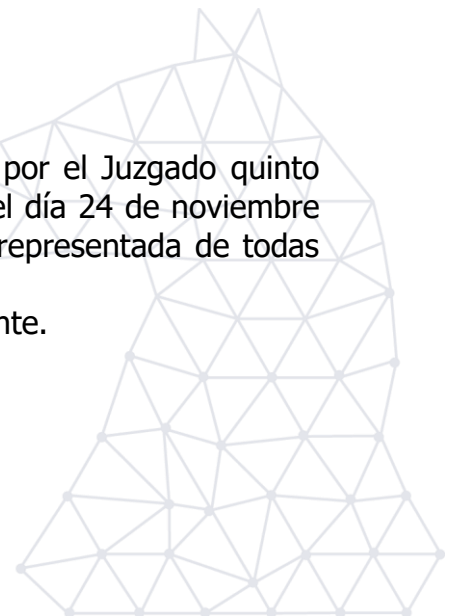 por el Juzgado quinto
el día 24 de noviembre
representada de todas
nte.